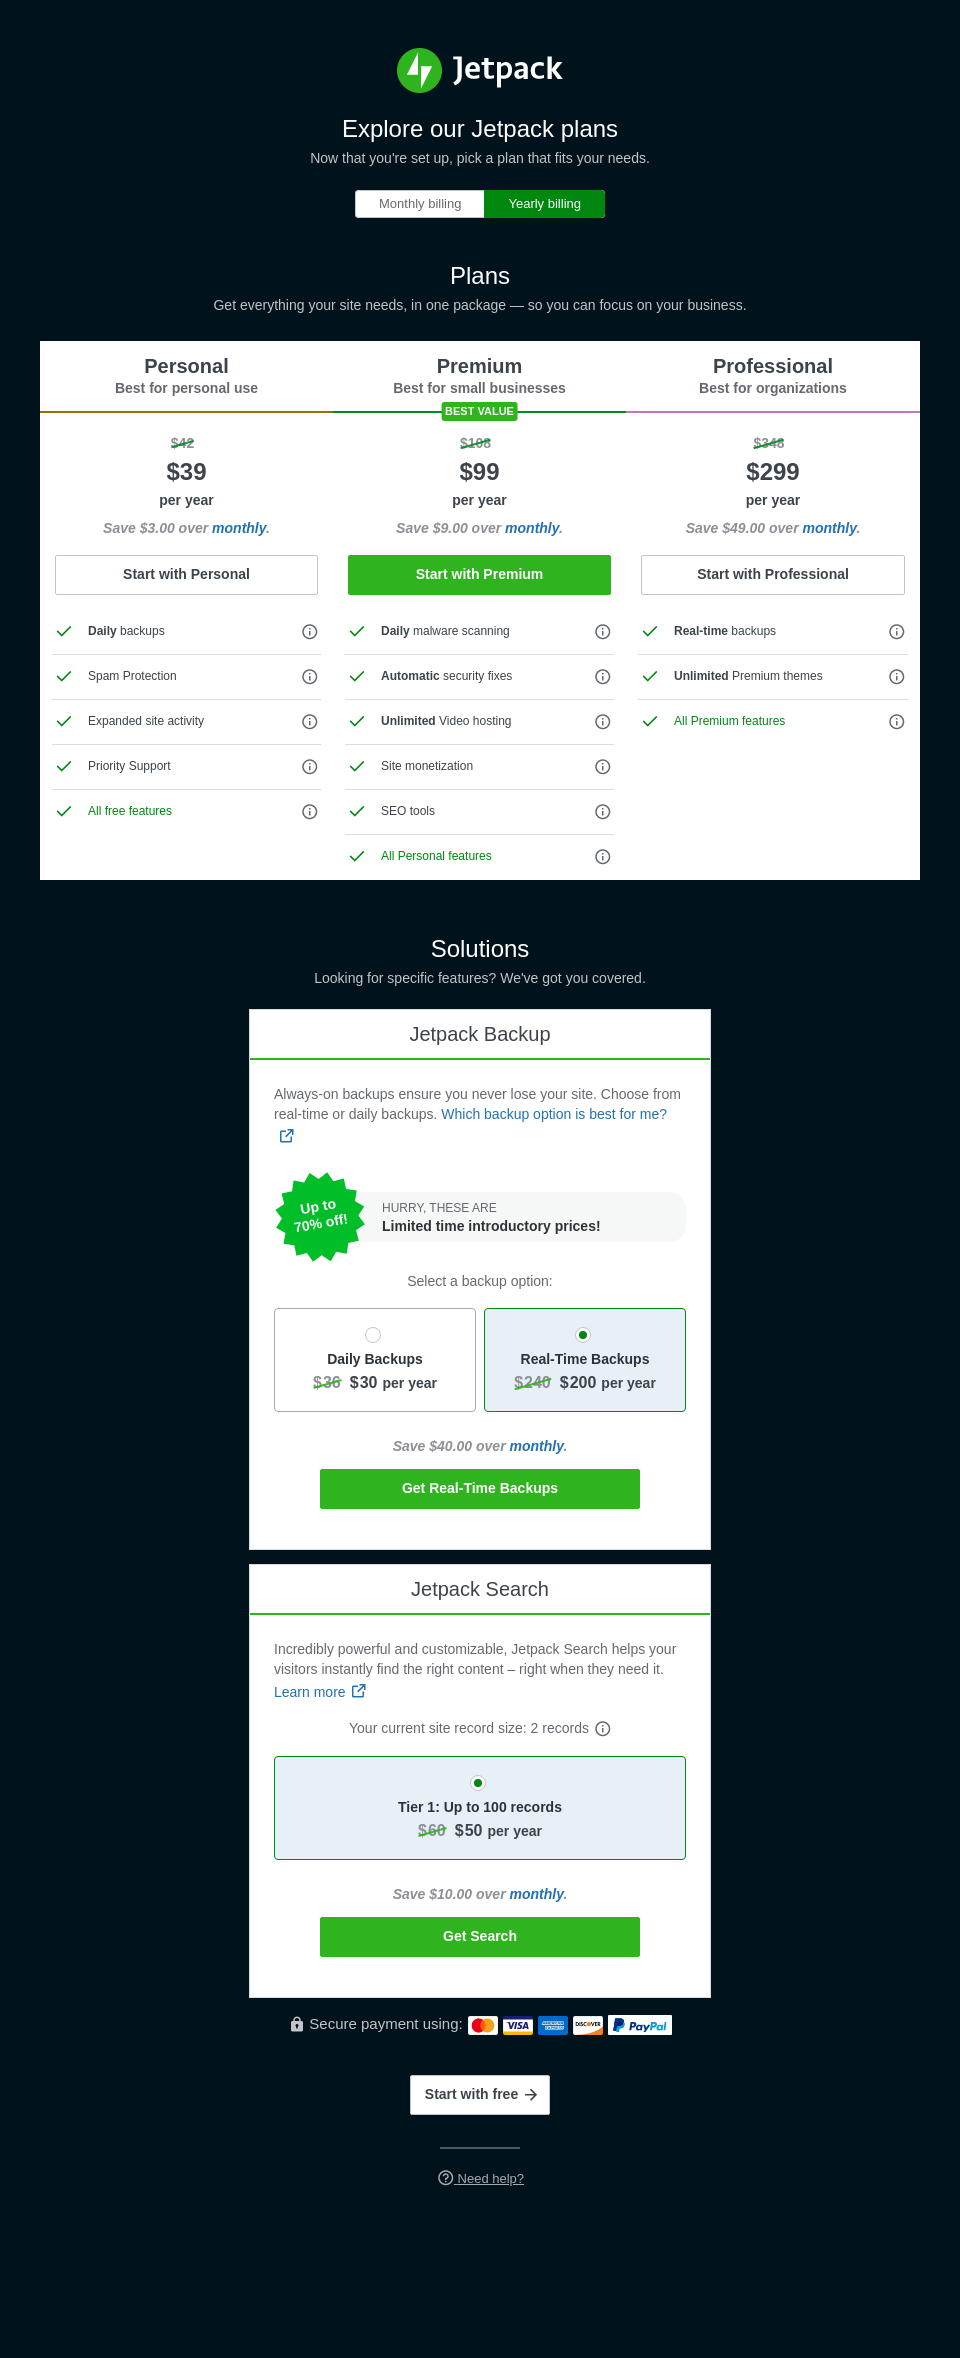 Jetpack
Explore our Jetpack plans
Now that you're set up, pick a plan that fits your needs.
Monthly billing
Yearly billing
Plans
Get everything your site needs, in one package — so you can focus on your business.
Personal
Best for personal use
$42
$39
per year
Save $3.00 over monthly.
Start with Personal
Daily backups
Spam Protection
Expanded site activity
Priority Support
All free features
Premium
Best for small businesses
BEST VALUE
$108
$99
per year
Save $9.00 over monthly.
Start with Premium
Daily malware scanning
Automatic security fixes
Unlimited Video hosting
Site monetization
SEO tools
All Personal features
Professional
Best for organizations
$348
$299
per year
Save $49.00 over monthly.
Start with Professional
Real-time backups
Unlimited Premium themes
All Premium features
Solutions
Looking for specific features? We've got you covered.
Jetpack Backup
Always-on backups ensure you never lose your site. Choose from
real-time or daily backups. Which backup option is best for me?
Up to
70% off!
HURRY, THESE ARE
Limited time introductory prices!
Select a backup option:
Daily Backups
$36 $30 per year
Real-Time Backups
$240 $200 per year
Save $40.00 over monthly.
Get Real-Time Backups
Jetpack Search
Incredibly powerful and customizable, Jetpack Search helps your
visitors instantly find the right content – right when they need it.
Learn more
Your current site record size: 2 records
Tier 1: Up to 100 records
$60 $50 per year
Save $10.00 over monthly.
Get Search
Secure payment using: VISA AMERICAN EXPRESS DISCOVER PayPal
Start with free
Need help?